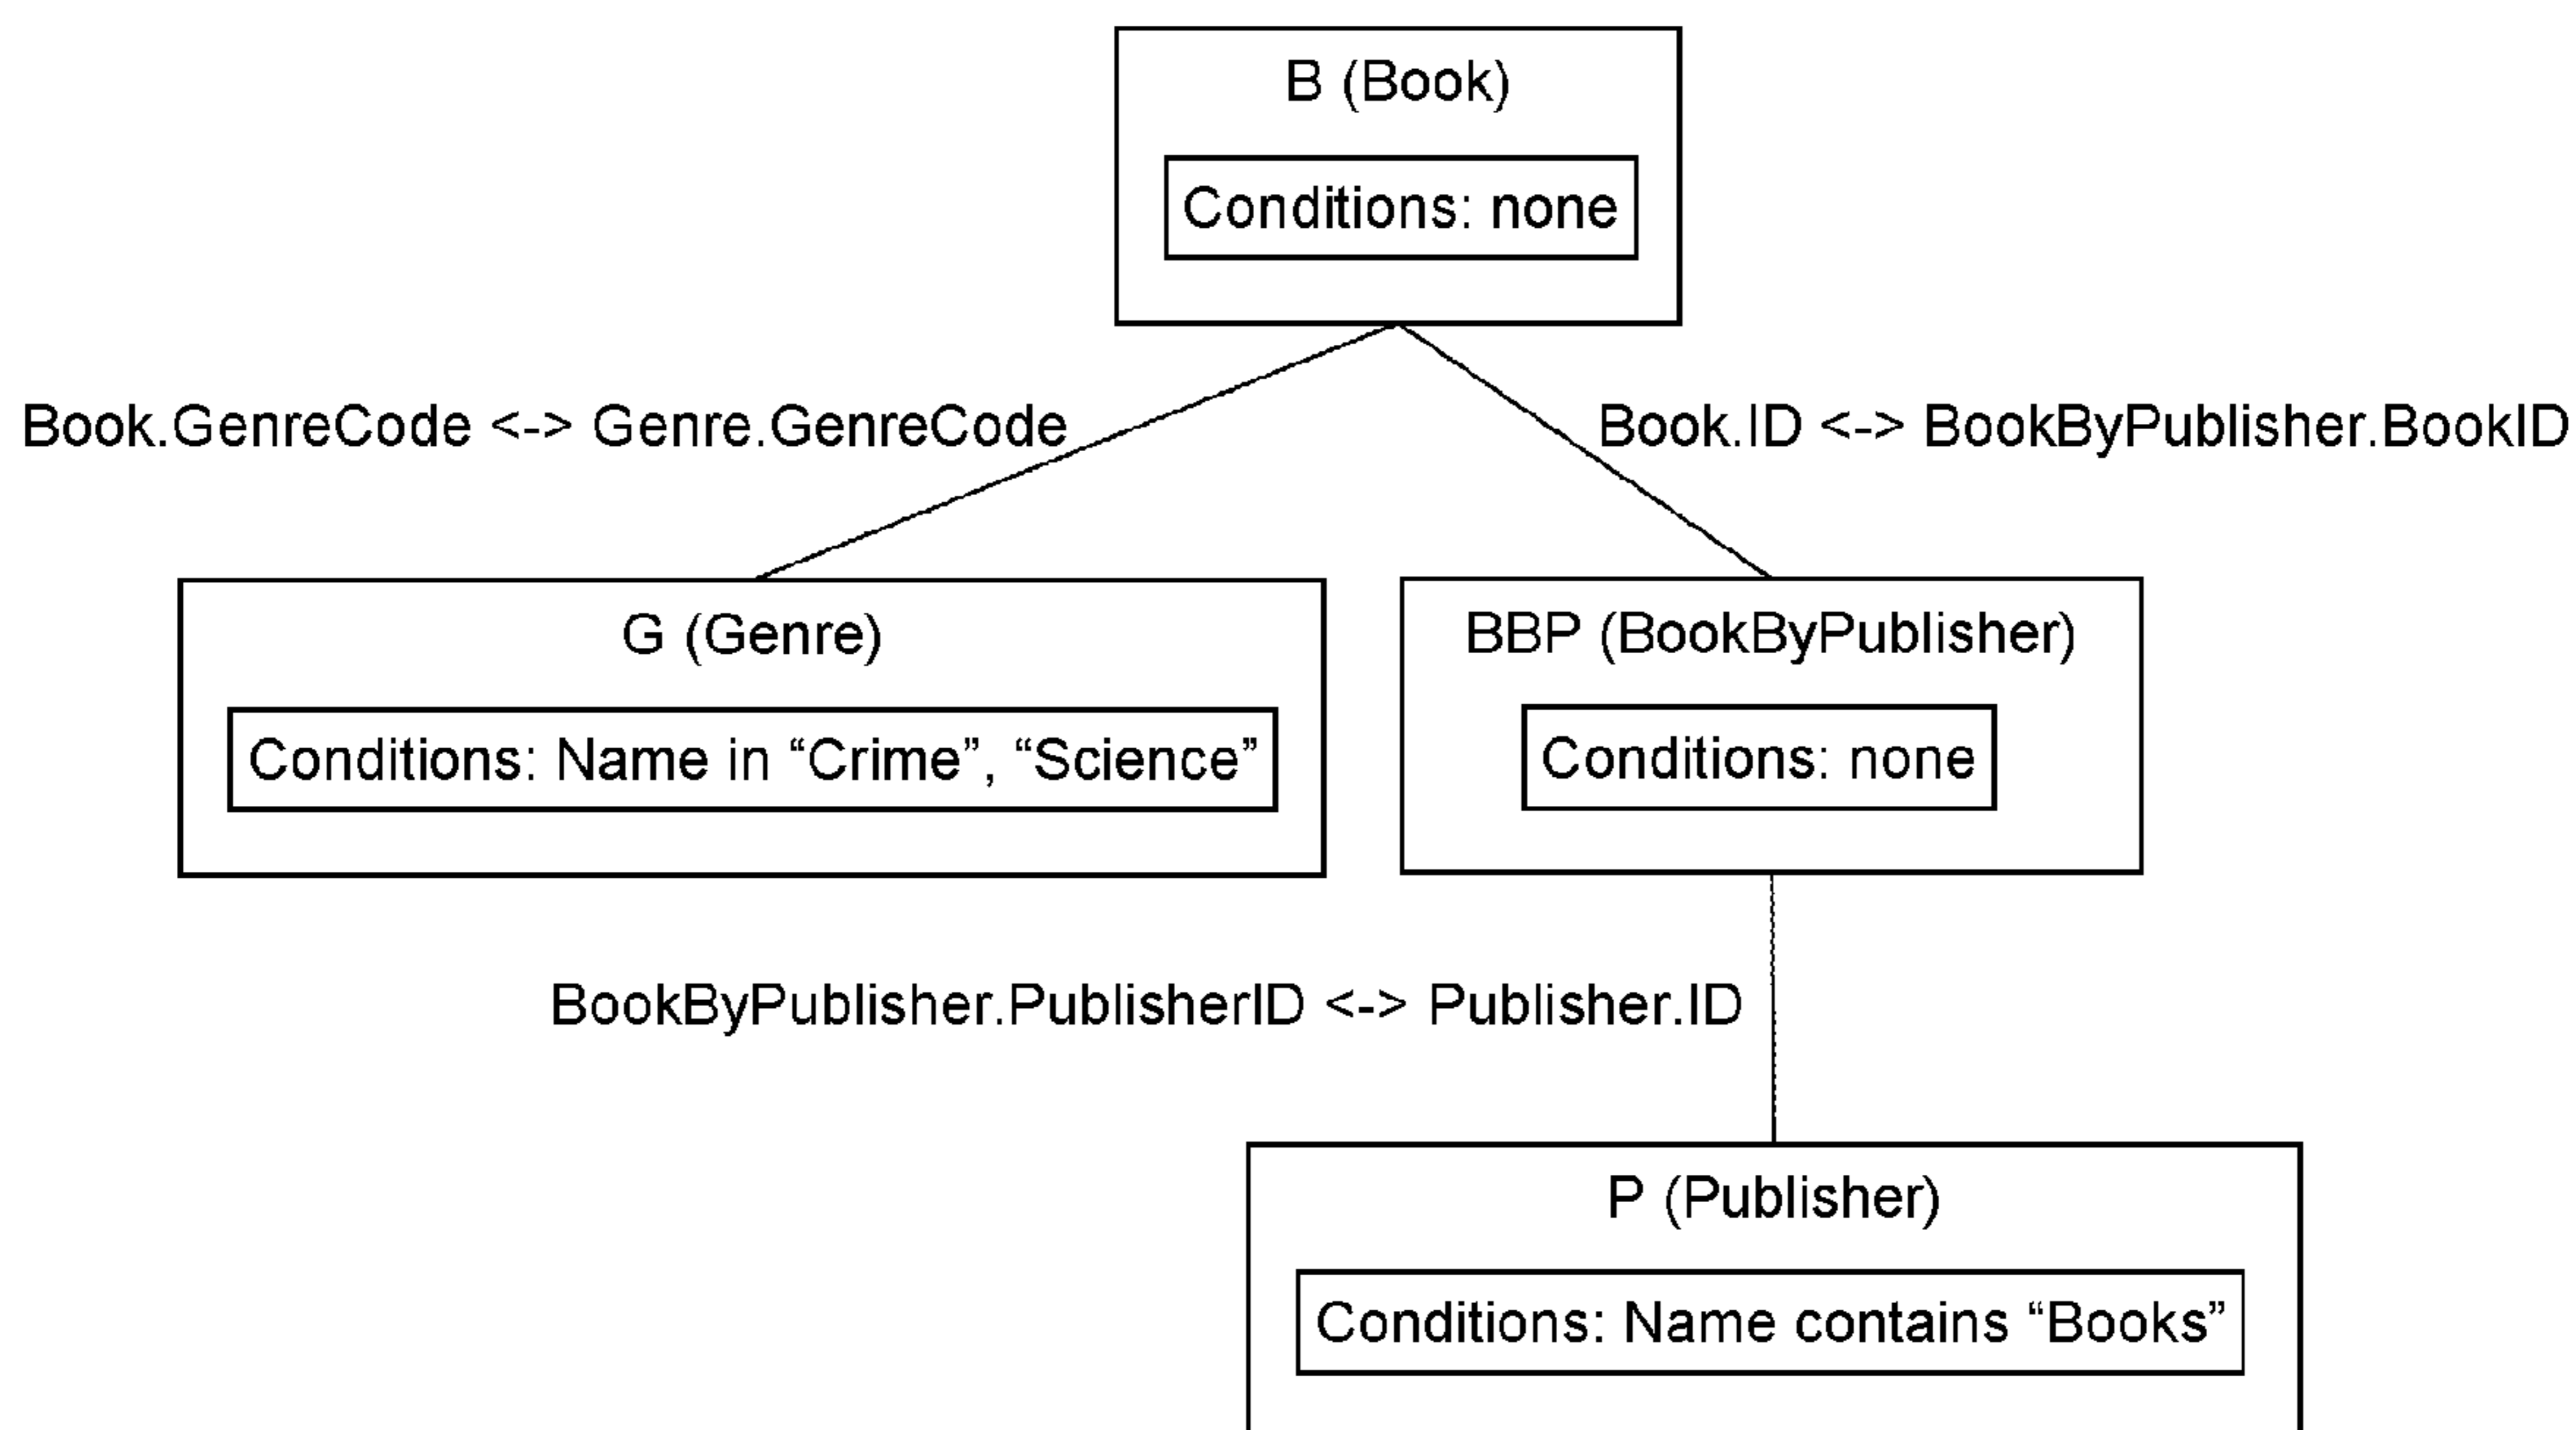 B (Book)
Conditions: none
Book.GenreCode <-> Genre.GenreCode
Book.ID <-> BookByPublisher.BookID
G (Genre)
Conditions: Name in “Crime”, “Science”
BBP (BookByPublisher)
Conditions: none
BookByPublisher.PublisherID <-> Publisher.ID
P (Publisher)
Conditions: Name contains “Books”